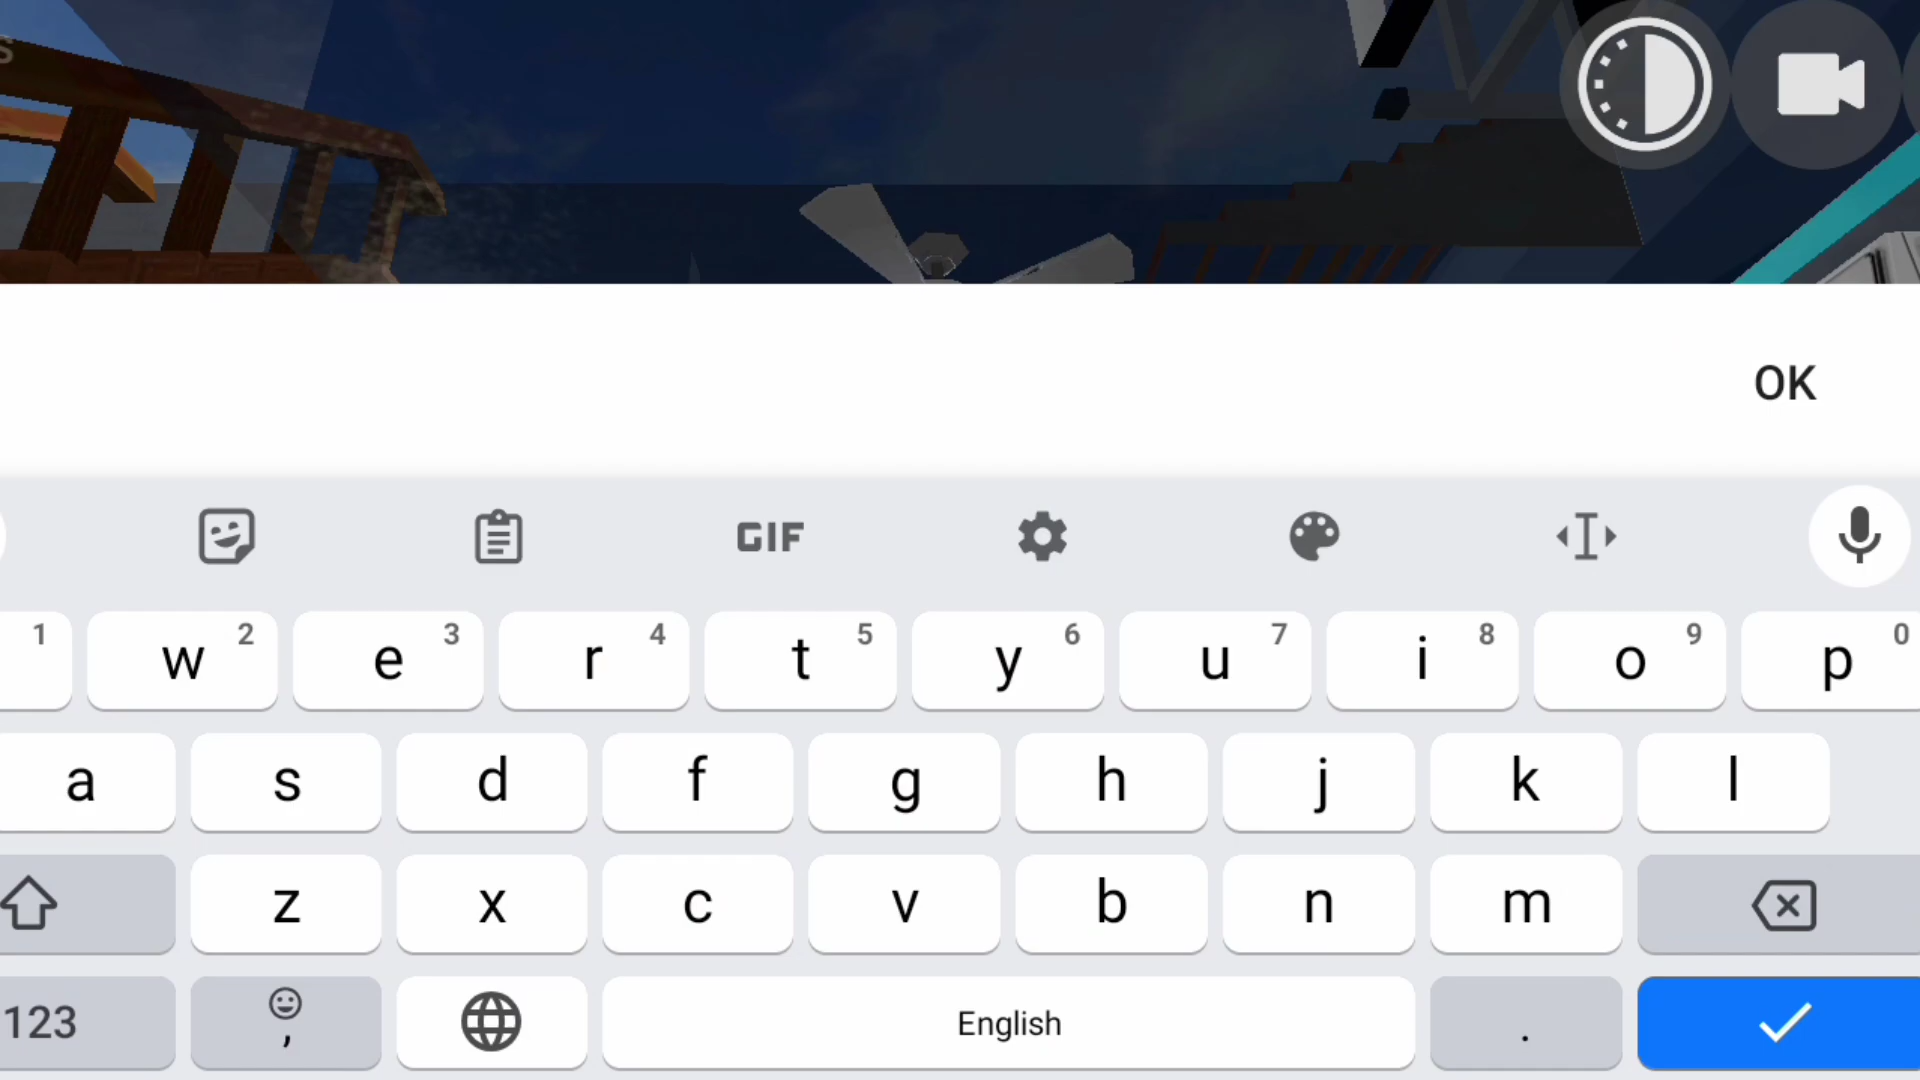 s
OK
GIF
1 w 2 e 3 r 4 t 5 y 6 u 7 i 8 o 9 p 0
a s d f g h j k l
z x c v b n m
123 , English .